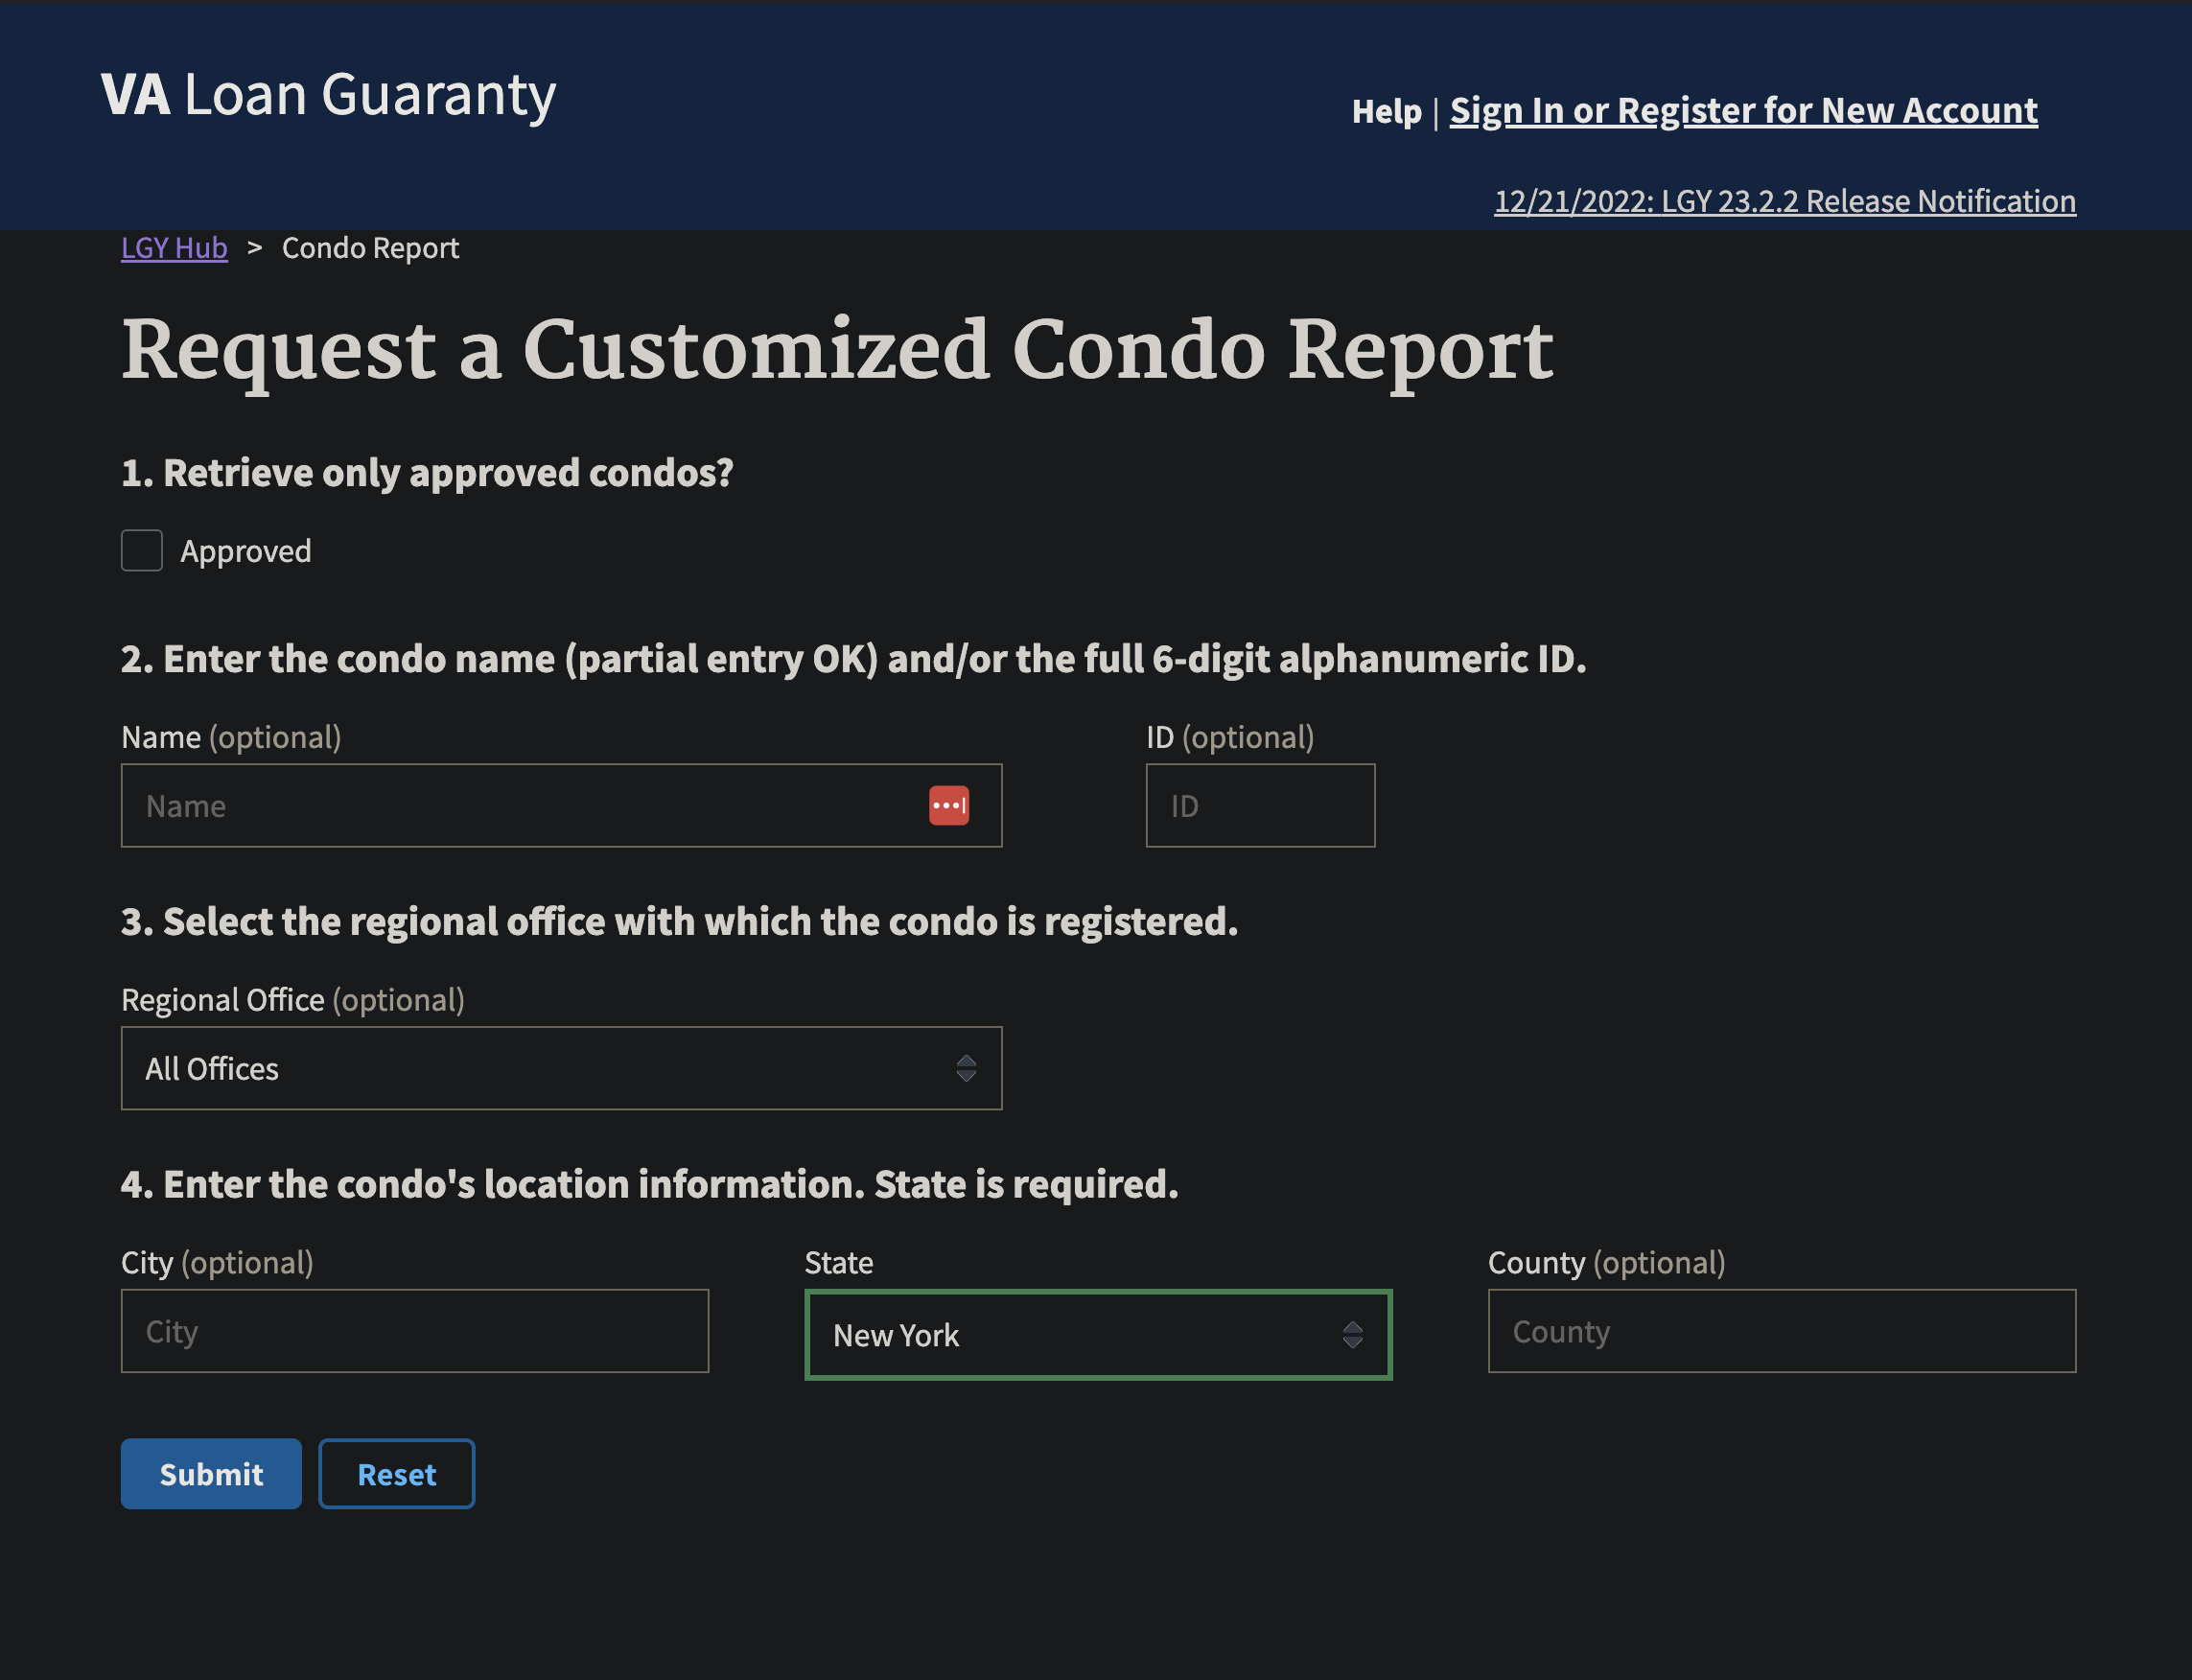 VA Loan Guaranty
Help | Sign In or Register for New Account
12/21/2022: LGY 23.2.2 Release Notification
LGY Hub > Condo Report
Request a Customized Condo Report
1. Retrieve only approved condos?
Approved
2. Enter the condo name (partial entry OK) and/or the full 6-digit alphanumeric ID.
Name (optional) ID (optional)
Name ID
3. Select the regional office with which the condo is registered.
Regional Office (optional)
All Offices
4. Enter the condo's location information. State is required.
City (optional) State County (optional)
City New York County
Submit Reset